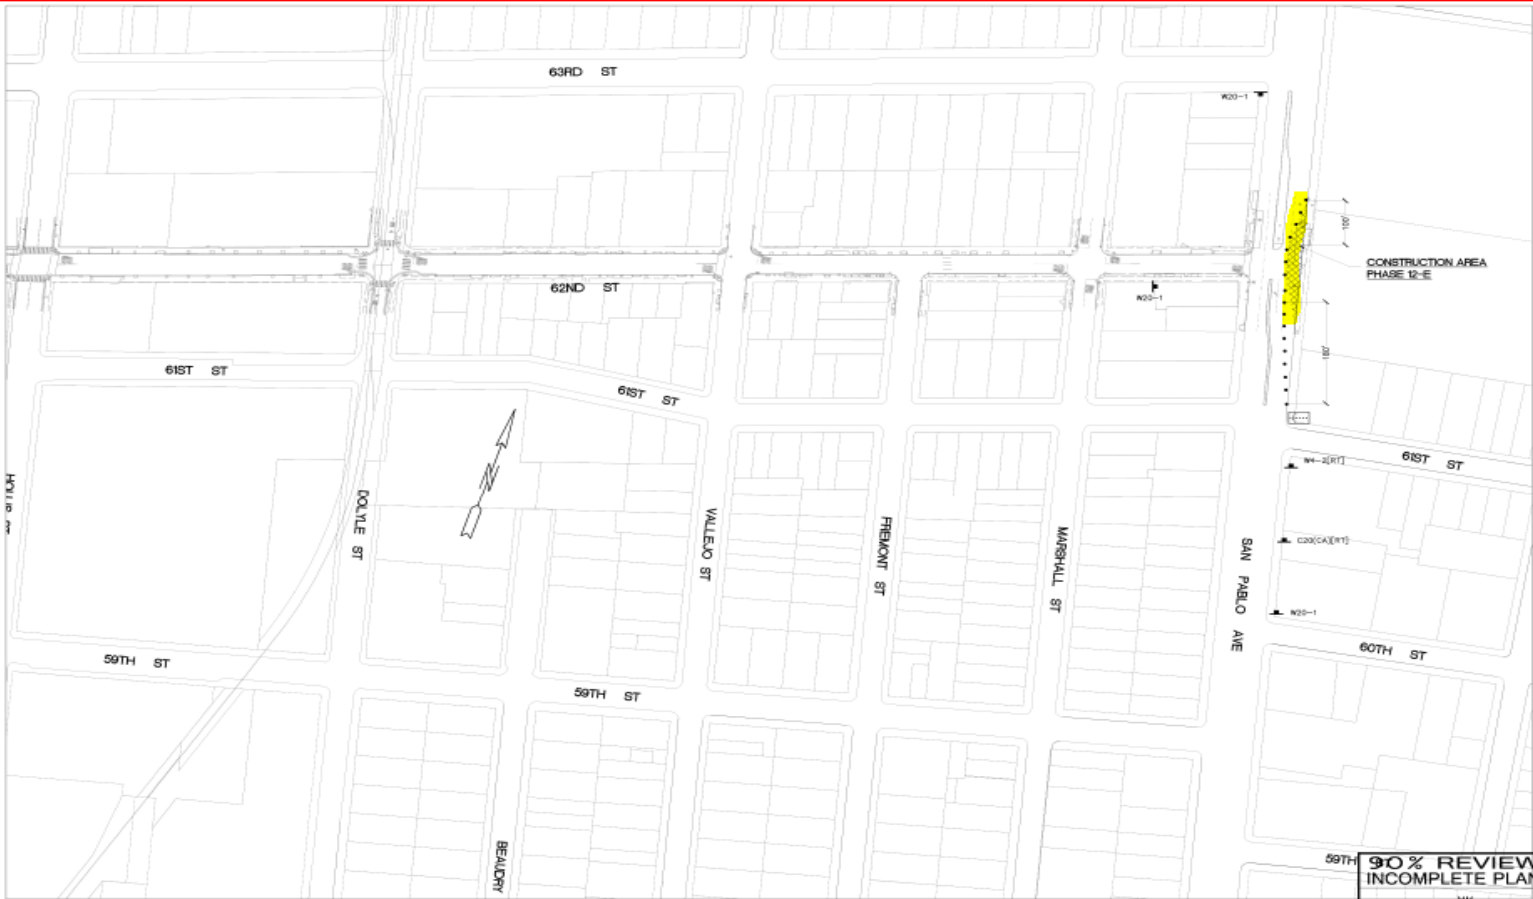 63RD ST
W20-1
100'
CONSTRUCTION AREA
PHASE 12-E
62ND ST
W20-1
61ST ST
61ST ST
61ST ST
W4-2(RT)
C20(CA)(RT)
W20-1
DOLYLE ST
VALLEJO ST
FREMONT ST
MARSHALL ST
SAN PABLO AVE
N
59TH ST
59TH ST
60TH ST
BEAUDRY
59TH
90% REVIEW
INCOMPLETE PLAN